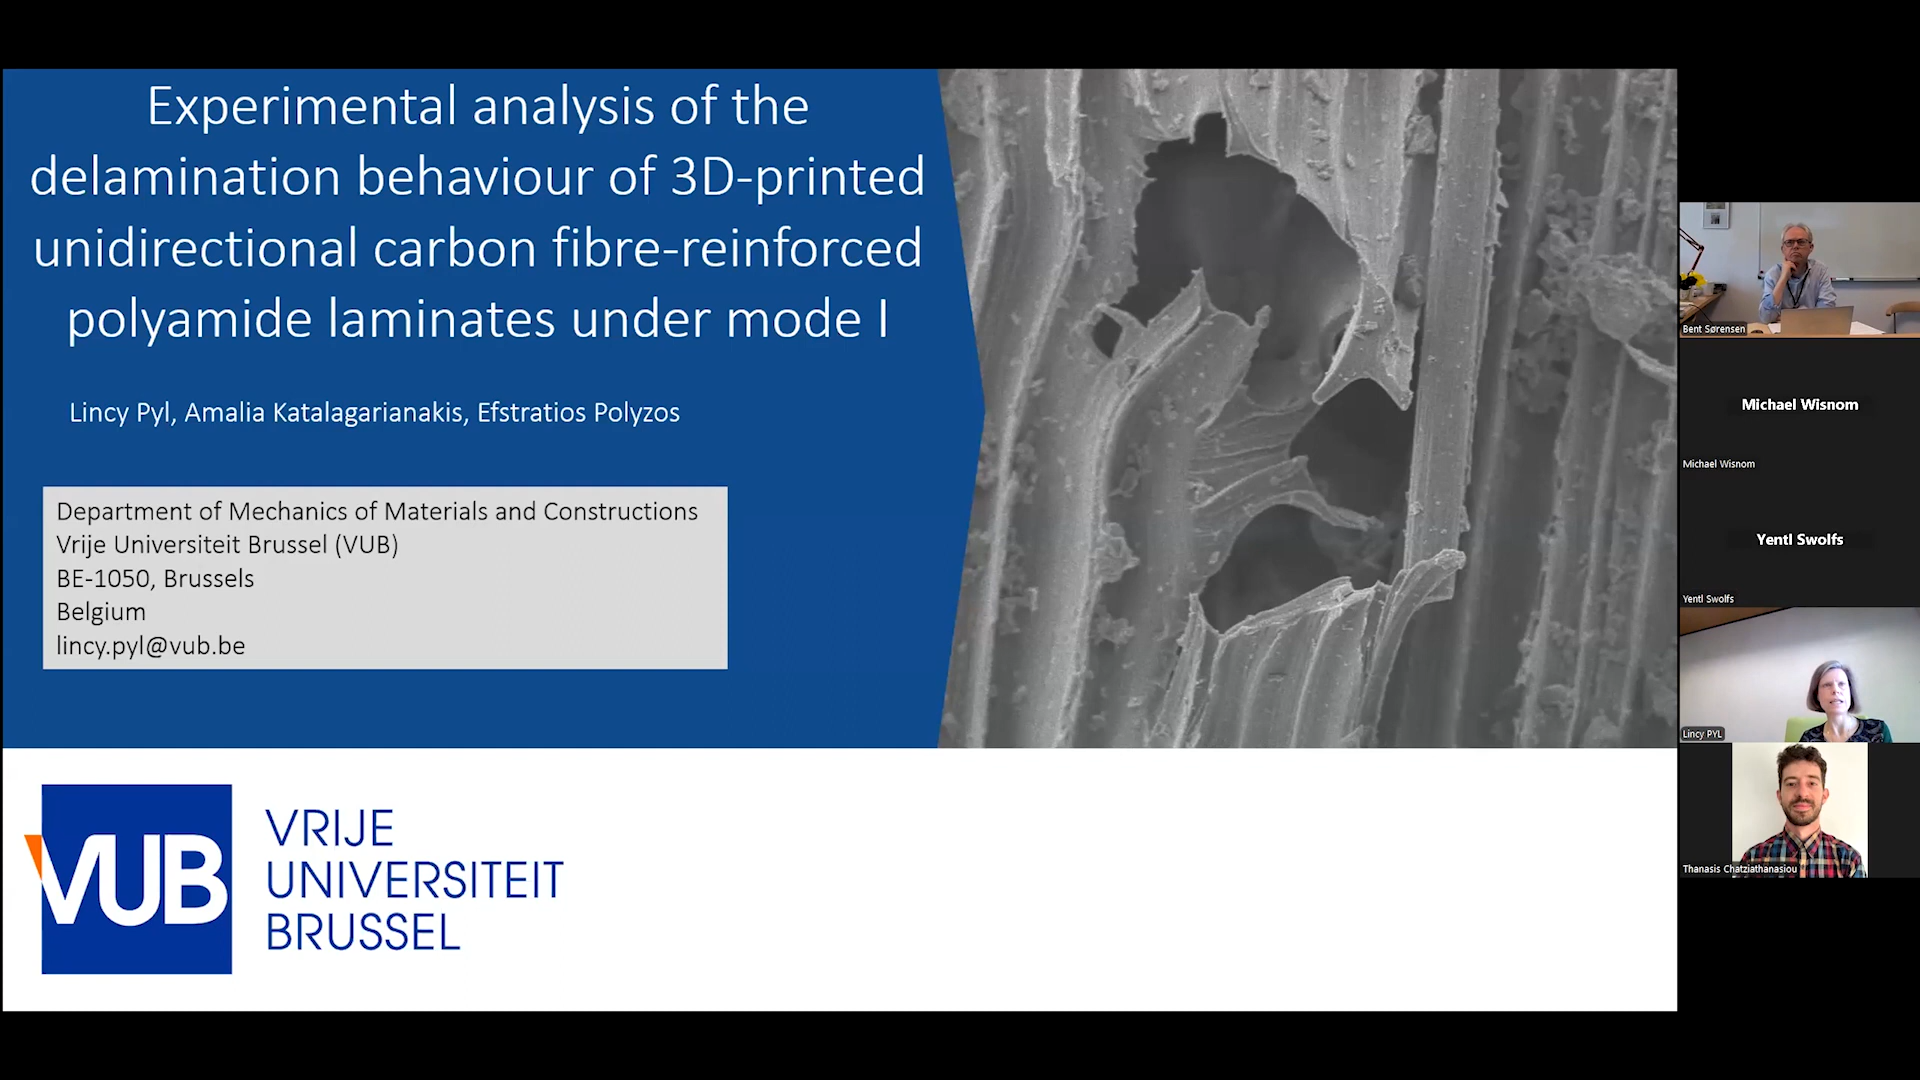 Experimental analysis of the
delamination behaviour of 3D-printed
unidirectional carbon fibre-reinforced
polyamide laminates under mode I
Lincy Pyl, Amalia Katalagarianakis, Efstratios Polyzos
Department of Mechanics of Materials and Constructions
Vrije Universiteit Brussel (VUB)
BE-1050, Brussels
Belgium
lincy.pyl@vub.be
VUB
VRIJE
UNIVERSITEIT
BRUSSEL
Bent Sørensen
Michael Wisnom
Michael Wisnom
Yentl Swolfs
Yentl Swolfs
Lincy PYL
Thanasis Chatziathanasiou